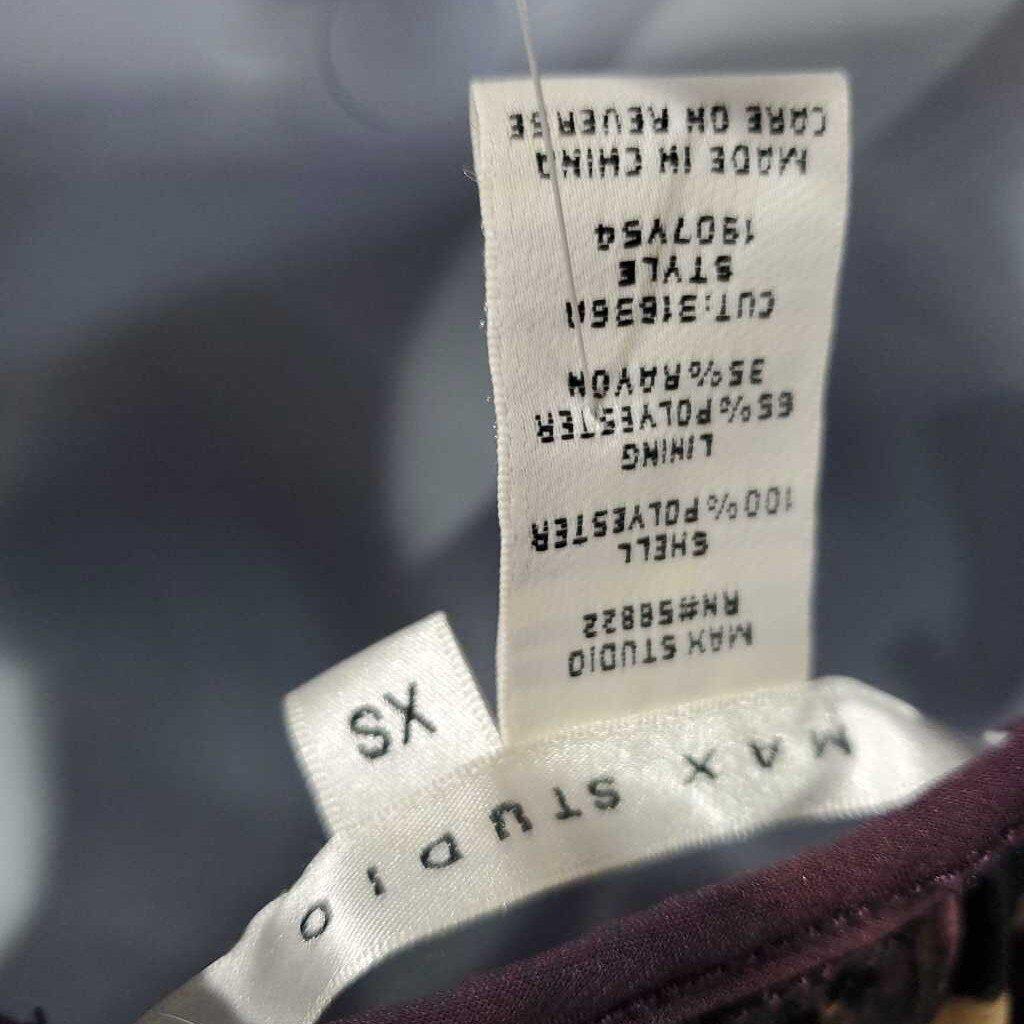 MAX STUDIO
XS
MAX STUDIO
RN#58822
SHELL
100%POLYESTER
LINING
65%POLYESTER
35%RAYON
CUT:31636A
STYLE
1907Y54
MADE IN CHINA
CARE ON REVERSE